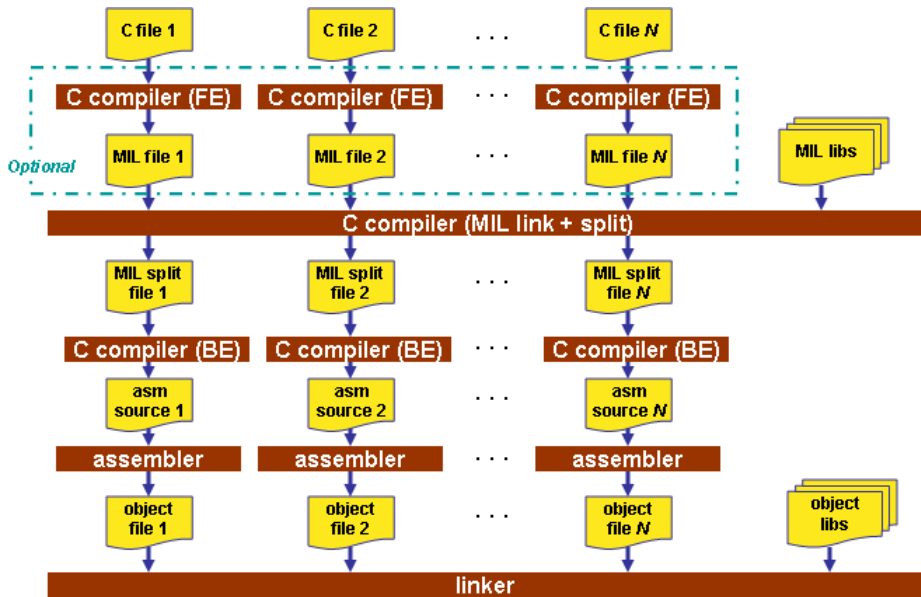 C file 1
C file 2
. . .
C file N
C compiler (FE)
C compiler (FE)
. . .
C compiler (FE)
Optional
MIL file 1
MIL file 2
. . .
MIL file N
MIL libs
C compiler (MIL link + split)
MIL split
file 1
MIL split
file 2
. . .
MIL split
file N
C compiler (BE)
C compiler (BE)
. . .
C compiler (BE)
asm
source 1
asm
source 2
. . .
asm
source N
assembler
assembler
. . .
assembler
object
file 1
object
file 2
. . .
object
file N
object
libs
linker